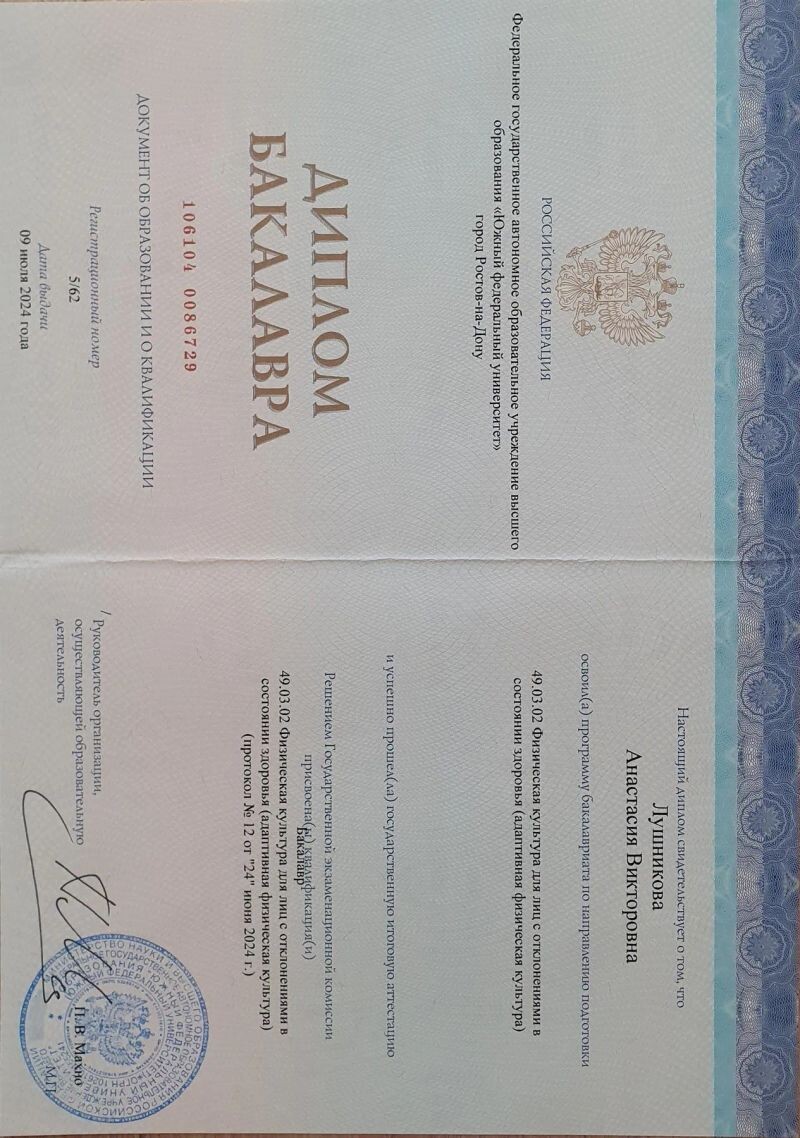 РОССИЙСКАЯ ФЕДЕРАЦИЯ
Федеральное государственное автономное образовательное учреждение высшего
образования «Южный федеральный университет»
город Ростов-на-Дону
ДИПЛОМ
БАКАЛАВРА
106104 0086729
ДОКУМЕНТ ОБ ОБРАЗОВАНИИ И О КВАЛИФИКАЦИИ
Регистрационный номер
5/62
Дата выдачи
09 июля 2024 года
Настоящий диплом свидетельствует о том, что
Лушникова
Анастасия Викторовна
освоил(а) программу бакалавриата по направлению подготовки
49.03.02 Физическая культура для лиц с отклонениями в
состоянии здоровья (адаптивная физическая культура)
и успешно прошел(ла) государственную итоговую аттестацию
Решением Государственной экзаменационной комиссии
присвоена(ы) квалификация(и)
Бакалавр
49.03.02 Физическая культура для лиц с отклонениями в
состоянии здоровья (адаптивная физическая культура)
(протокол № 12 от "24" июня 2024 г.)
/ Руководитель организации,
осуществляющей образовательную
деятельность
П.В. Махно
М.П.